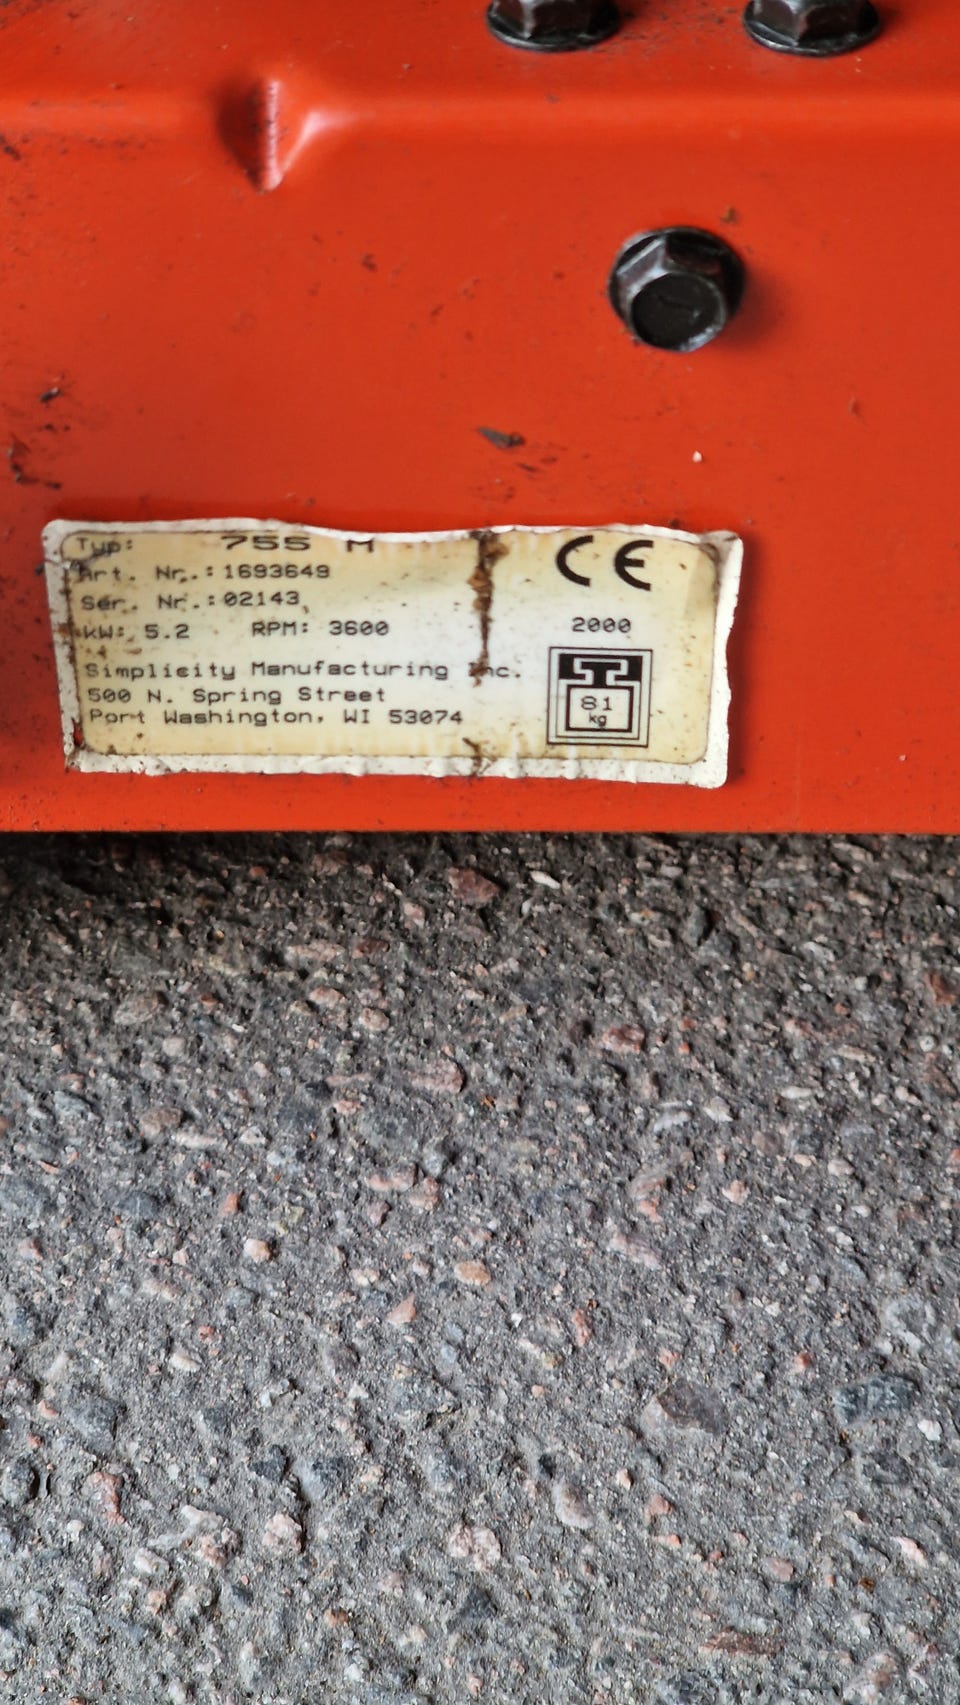 Typ: 755 M
Art. Nr.: 1693649
Ser. Nr.: 02143
kW: 5.2 RPM: 3600
Simplicity Manufacturing Inc.
500 N. Spring Street
Port Washington, WI 53074
CE
2000
81
kg